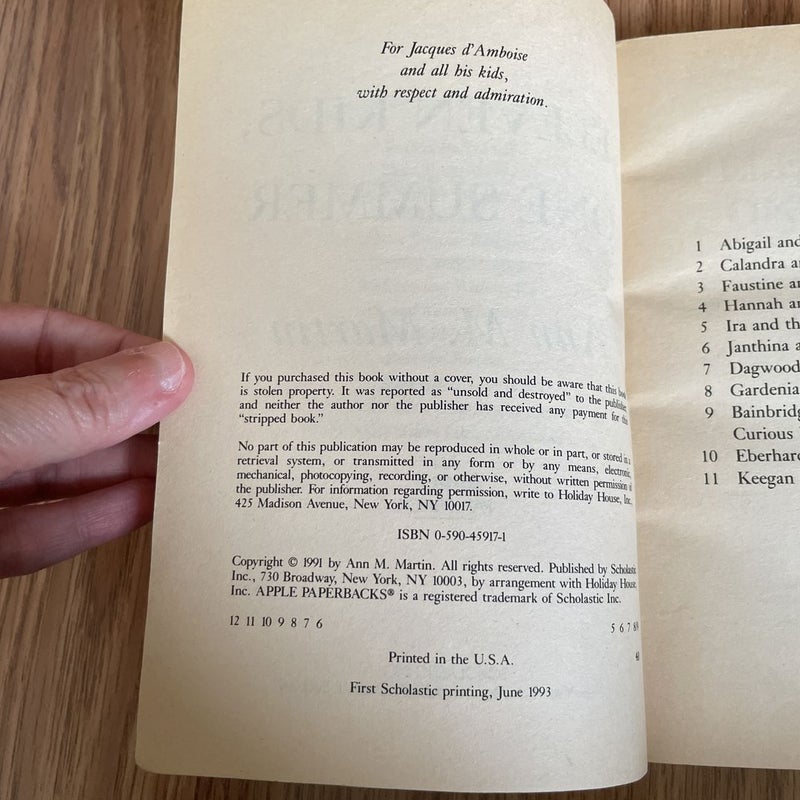 For Jacques d'Amboise
and all his kids,
with respect and admiration.
If you purchased this book without a cover, you should be aware that this book
is stolen property. It was reported as "unsold and destroyed" to the publisher,
and neither the author nor the publisher has received any payment for this
"stripped book."
No part of this publication may be reproduced in whole or in part, or stored in a
retrieval system, or transmitted in any form or by any means, electronic,
mechanical, photocopying, recording, or otherwise, without written permission of
the publisher. For information regarding permission, write to Holiday House, Inc.,
425 Madison Avenue, New York, NY 10017.
ISBN 0-590-45917-1
Copyright © 1991 by Ann M. Martin. All rights reserved. Published by Scholastic
Inc., 730 Broadway, New York, NY 10003, by arrangement with Holiday House,
Inc. APPLE PAPERBACKS® is a registered trademark of Scholastic Inc.
12 11 10 9 8 7 6 5 6 7 8
Printed in the U.S.A.
First Scholastic printing, June 1993
1 Abigail and
2 Calandra
3 Faustine
4 Hannah
5 Ira and
6 Janthina
7 Dagwood
8 Gardenia
9 Bainbridg
Curious
10 Eberhard
11 Keegan